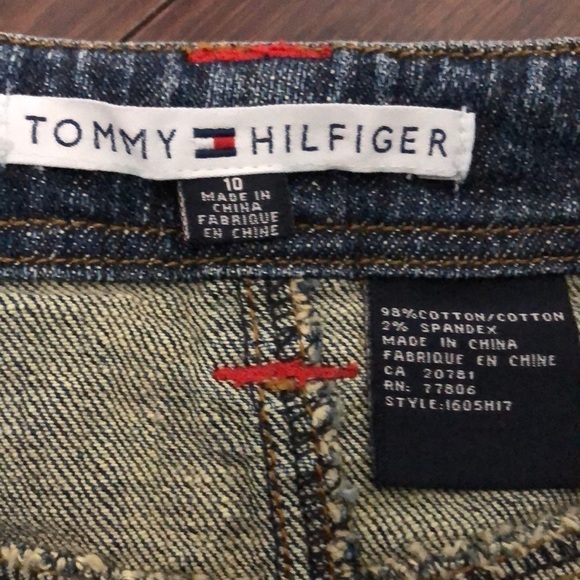 TOMMY HILFIGER
10
MADE IN
CHINA
FABRIQUE
EN CHINE
98%COTTON/COTTON
2% SPANDEX
MADE IN CHINA
FABRIQUE EN CHINE
CA 20781
RN: 77806
STYLE:1605H17